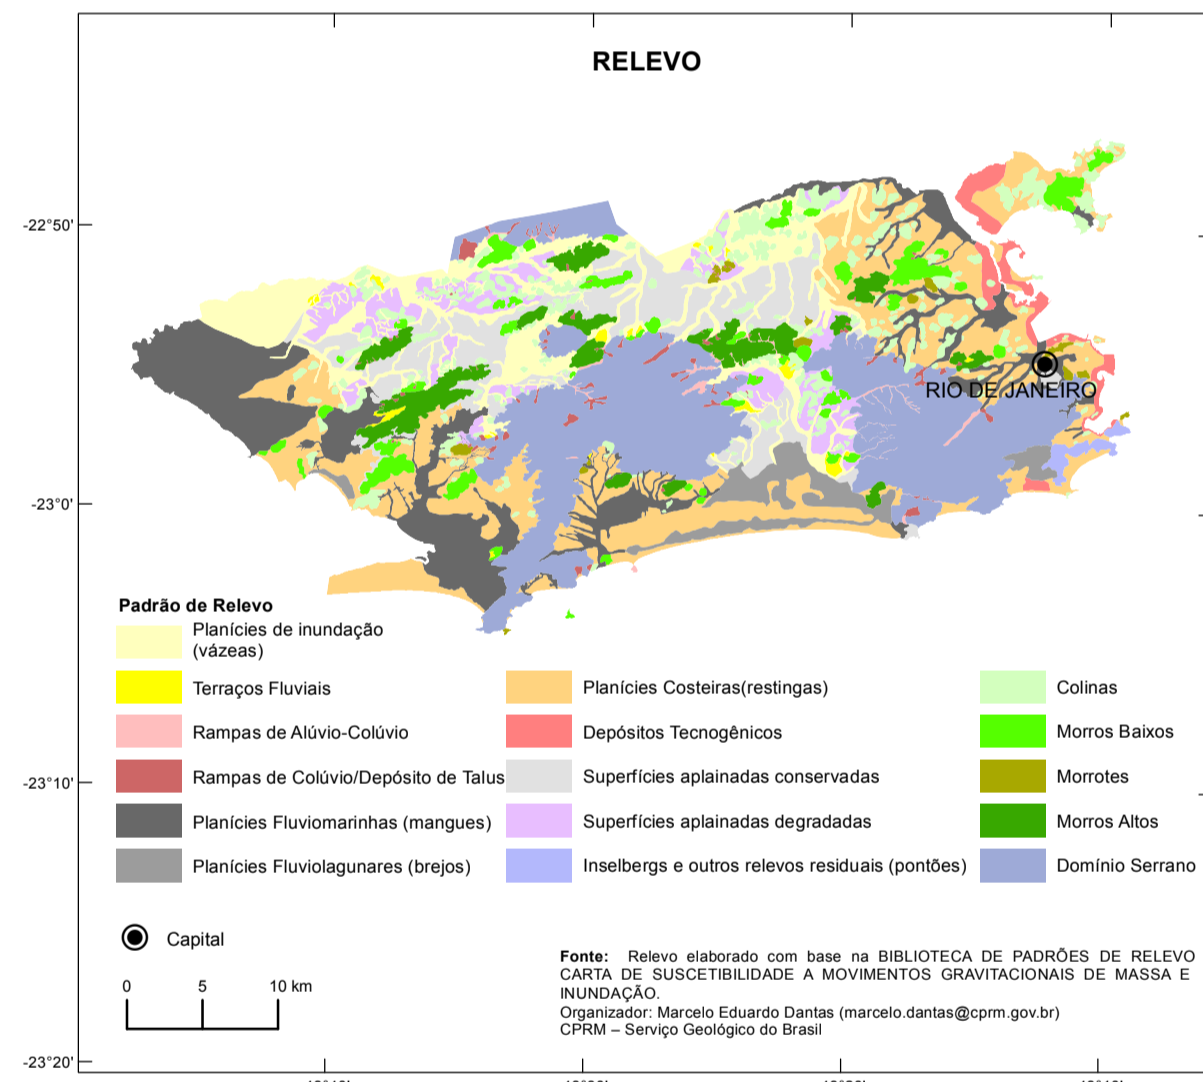 RELEVO
-22°50'
RIO DE JANEIRO
-23°0'
Padrão de Relevo
Planícies de inundação
(vázeas)
Terraços Fluviais
Planícies Costeiras(restingas)
Colinas
Rampas de Alúvio-Colúvio
Depósitos Tecnogênicos
Morros Baixos
-23°10'
Rampas de Colúvio/Depósito de Talus
Superfícies aplainadas conservadas
Morrotes
Planícies Fluviomarinhas (mangues)
Superfícies aplainadas degradadas
Morros Altos
Planícies Fluviolagunares (brejos)
Inselbergs e outros relevos residuais (pontões)
Domínio Serrano
Capital
0 5 10 km
Fonte: Relevo elaborado com base na BIBLIOTECA DE PADRÕES DE RELEVO
CARTA DE SUSCETIBILIDADE A MOVIMENTOS GRAVITACIONAIS DE MASSA E
INUNDAÇÃO.
Organizador: Marcelo Eduardo Dantas (marcelo.dantas@cprm.gov.br)
CPRM – Serviço Geológico do Brasil
-23°20'